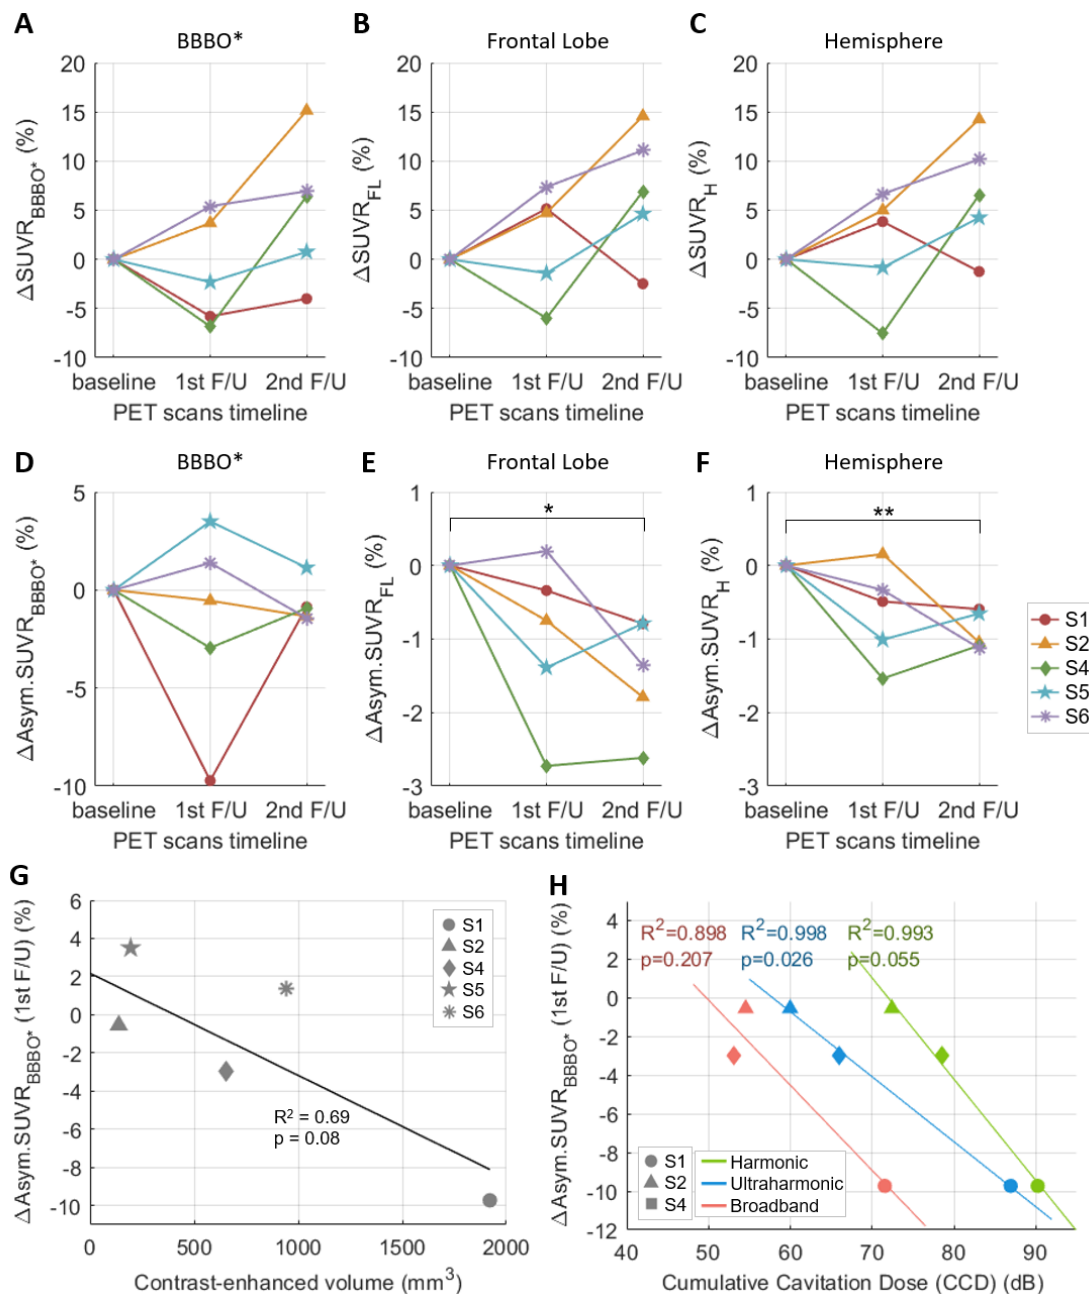 A
BBBO*
20
15
10
5
0
-5
-10
ΔSUVR_BBBO* (%)
baseline 1st F/U 2nd F/U
PET scans timeline
B
Frontal Lobe
20
15
10
5
0
-5
-10
ΔSUVR_FL (%)
baseline 1st F/U 2nd F/U
PET scans timeline
C
Hemisphere
20
15
10
5
0
-5
-10
ΔSUVR_H (%)
baseline 1st F/U 2nd F/U
PET scans timeline
D
BBBO*
5
0
-5
-10
ΔAsym.SUVR_BBBO* (%)
baseline 1st F/U 2nd F/U
PET scans timeline
E
Frontal Lobe
1
0
-1
-2
-3
ΔAsym.SUVR_FL (%)
*
baseline 1st F/U 2nd F/U
PET scans timeline
F
Hemisphere
1
0
-1
-2
-3
ΔAsym.SUVR_H (%)
**
baseline 1st F/U 2nd F/U
PET scans timeline
S1
S2
S4
S5
S6
G
6
4
2
0
-2
-4
-6
-8
-10
ΔAsym.SUVR_BBBO* (1st F/U) (%)
S1
S2
S4
S5
S6
R² = 0.69
p = 0.08
0 500 1000 1500 2000
Contrast-enhanced volume (mm³)
H
4
2
0
-2
-4
-6
-8
-10
-12
ΔAsym.SUVR_BBBO* (1st F/U) (%)
R²=0.898 R²=0.998 R²=0.993
p=0.207 p=0.026 p=0.055
S1
S2
S4
Harmonic
Ultraharmonic
Broadband
40 50 60 70 80 90
Cumulative Cavitation Dose (CCD) (dB)